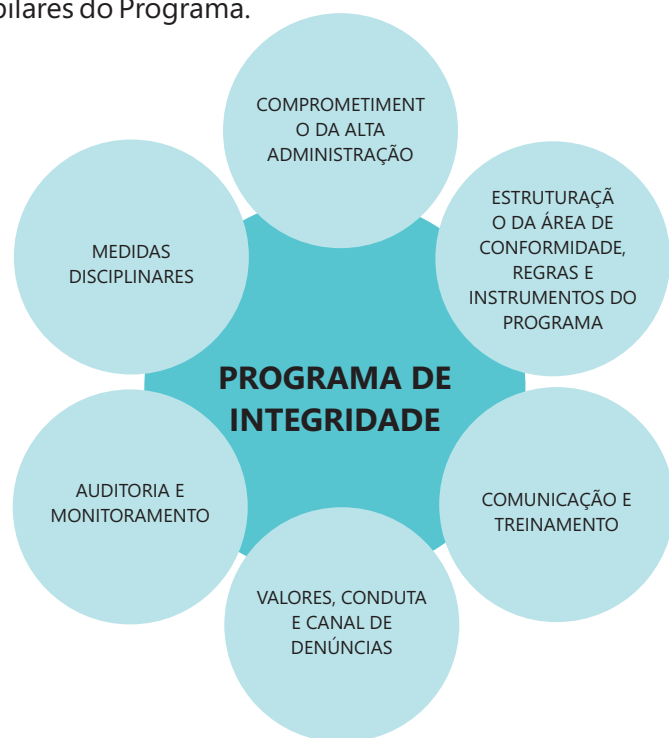 pilares do Programa.
COMPROMETIMENT
O DA ALTA
ADMINISTRAÇÃO
ESTRUTURAÇÃ
O DA ÁREA DE
CONFORMIDADE,
REGRAS E
INSTRUMENTOS DO
PROGRAMA
MEDIDAS
DISCIPLINARES
PROGRAMA DE
INTEGRIDADE
AUDITORIA E
MONITORAMENTO
COMUNICAÇÃO E
TREINAMENTO
VALORES, CONDUTA
E CANAL DE
DENÚNCIAS